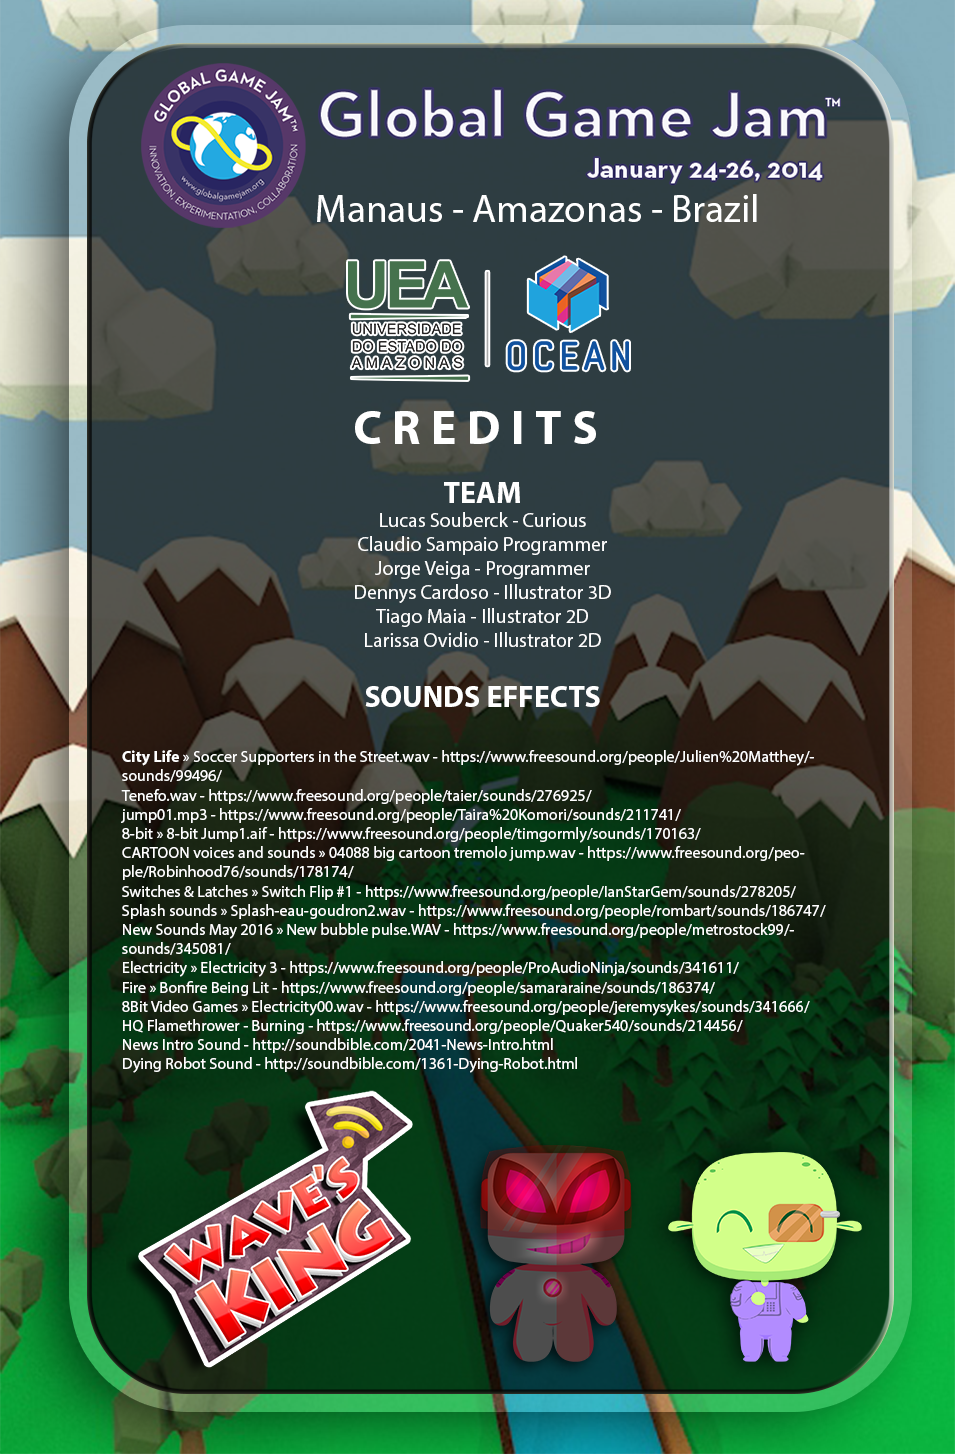 GLOBAL GAME JAM™
INNOVATION, EXPERIMENTATION, COLLABORATION
www.globalgamejam.org
Global Game Jam™
January 24-26, 2014
Manaus - Amazonas - Brazil
UEA
UNIVERSIDADE
DO ESTADO DO
AMAZONAS
OCEAN
CREDITS
TEAM
Lucas Souberck - Curious
Claudio Sampaio Programmer
Jorge Veiga - Programmer
Dennys Cardoso - Illustrator 3D
Tiago Maia - Illustrator 2D
Larissa Ovidio - Illustrator 2D
SOUNDS EFFECTS
City Life » Soccer Supporters in the Street.wav - https://www.freesound.org/people/Julien%20Matthey/-
sounds/99496/
Tenefo.wav - https://www.freesound.org/people/taier/sounds/276925/
jump01.mp3 - https://www.freesound.org/people/Taira%20Komori/sounds/211741/
8-bit » 8-bit Jump1.aif - https://www.freesound.org/people/timgormly/sounds/170163/
CARTOON voices and sounds » 04088 big cartoon tremolo jump.wav - https://www.freesound.org/peo-
ple/Robinhood76/sounds/178174/
Switches & Latches » Switch Flip #1 - https://www.freesound.org/people/IanStarGem/sounds/278205/
Splash sounds » Splash-eau-goudron2.wav - https://www.freesound.org/people/rombart/sounds/186747/
New Sounds May 2016 » New bubble pulse.WAV - https://www.freesound.org/people/metrostock99/-
sounds/345081/
Electricity » Electricity 3 - https://www.freesound.org/people/ProAudioNinja/sounds/341611/
Fire » Bonfire Being Lit - https://www.freesound.org/people/samararaine/sounds/186374/
8Bit Video Games » Electricity00.wav - https://www.freesound.org/people/jeremysykes/sounds/341666/
HQ Flamethrower - Burning - https://www.freesound.org/people/Quaker540/sounds/214456/
News Intro Sound - http://soundbible.com/2041-News-Intro.html
Dying Robot Sound - http://soundbible.com/1361-Dying-Robot.html
WAVE'S
KING